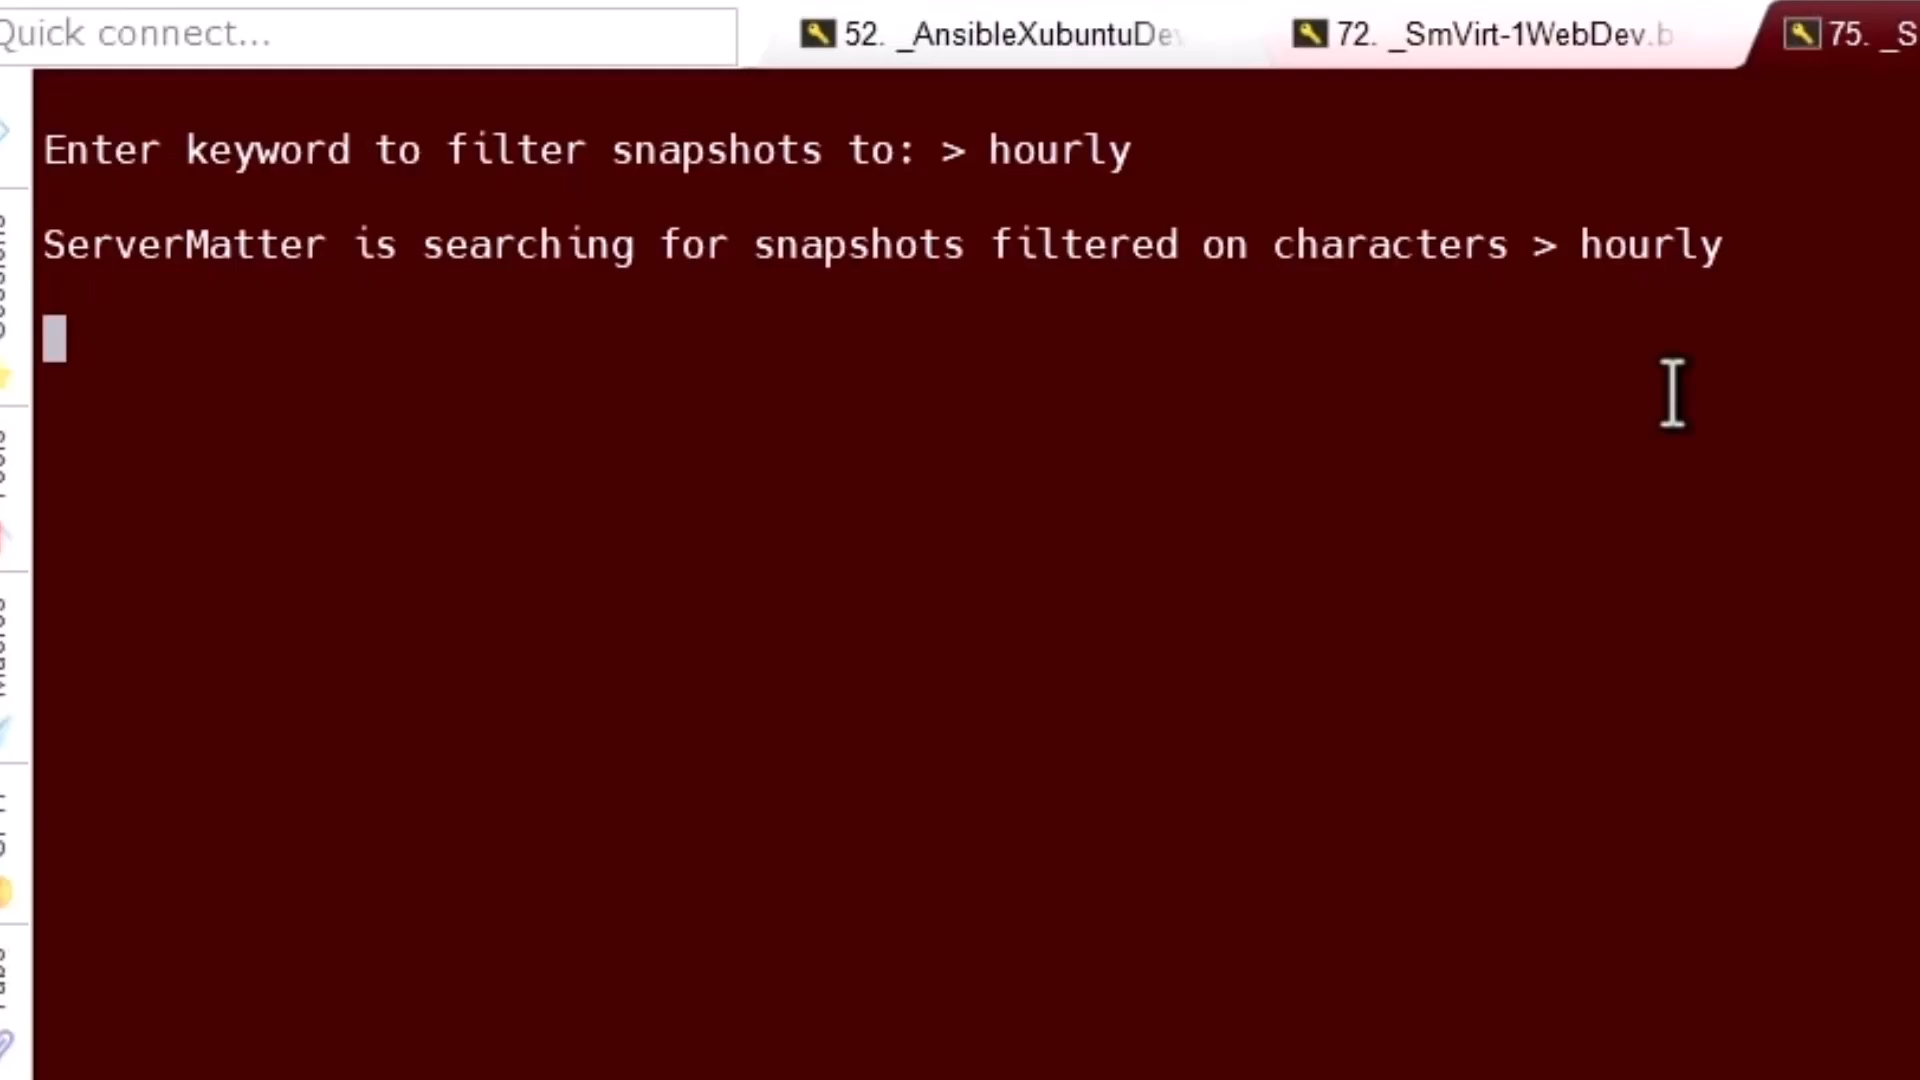 Quick connect...
52. _AnsibleXubuntuDev
72. _SmVirt-1WebDev.b
75. _S
Enter keyword to filter snapshots to: > hourly
ServerMatter is searching for snapshots filtered on characters > hourly